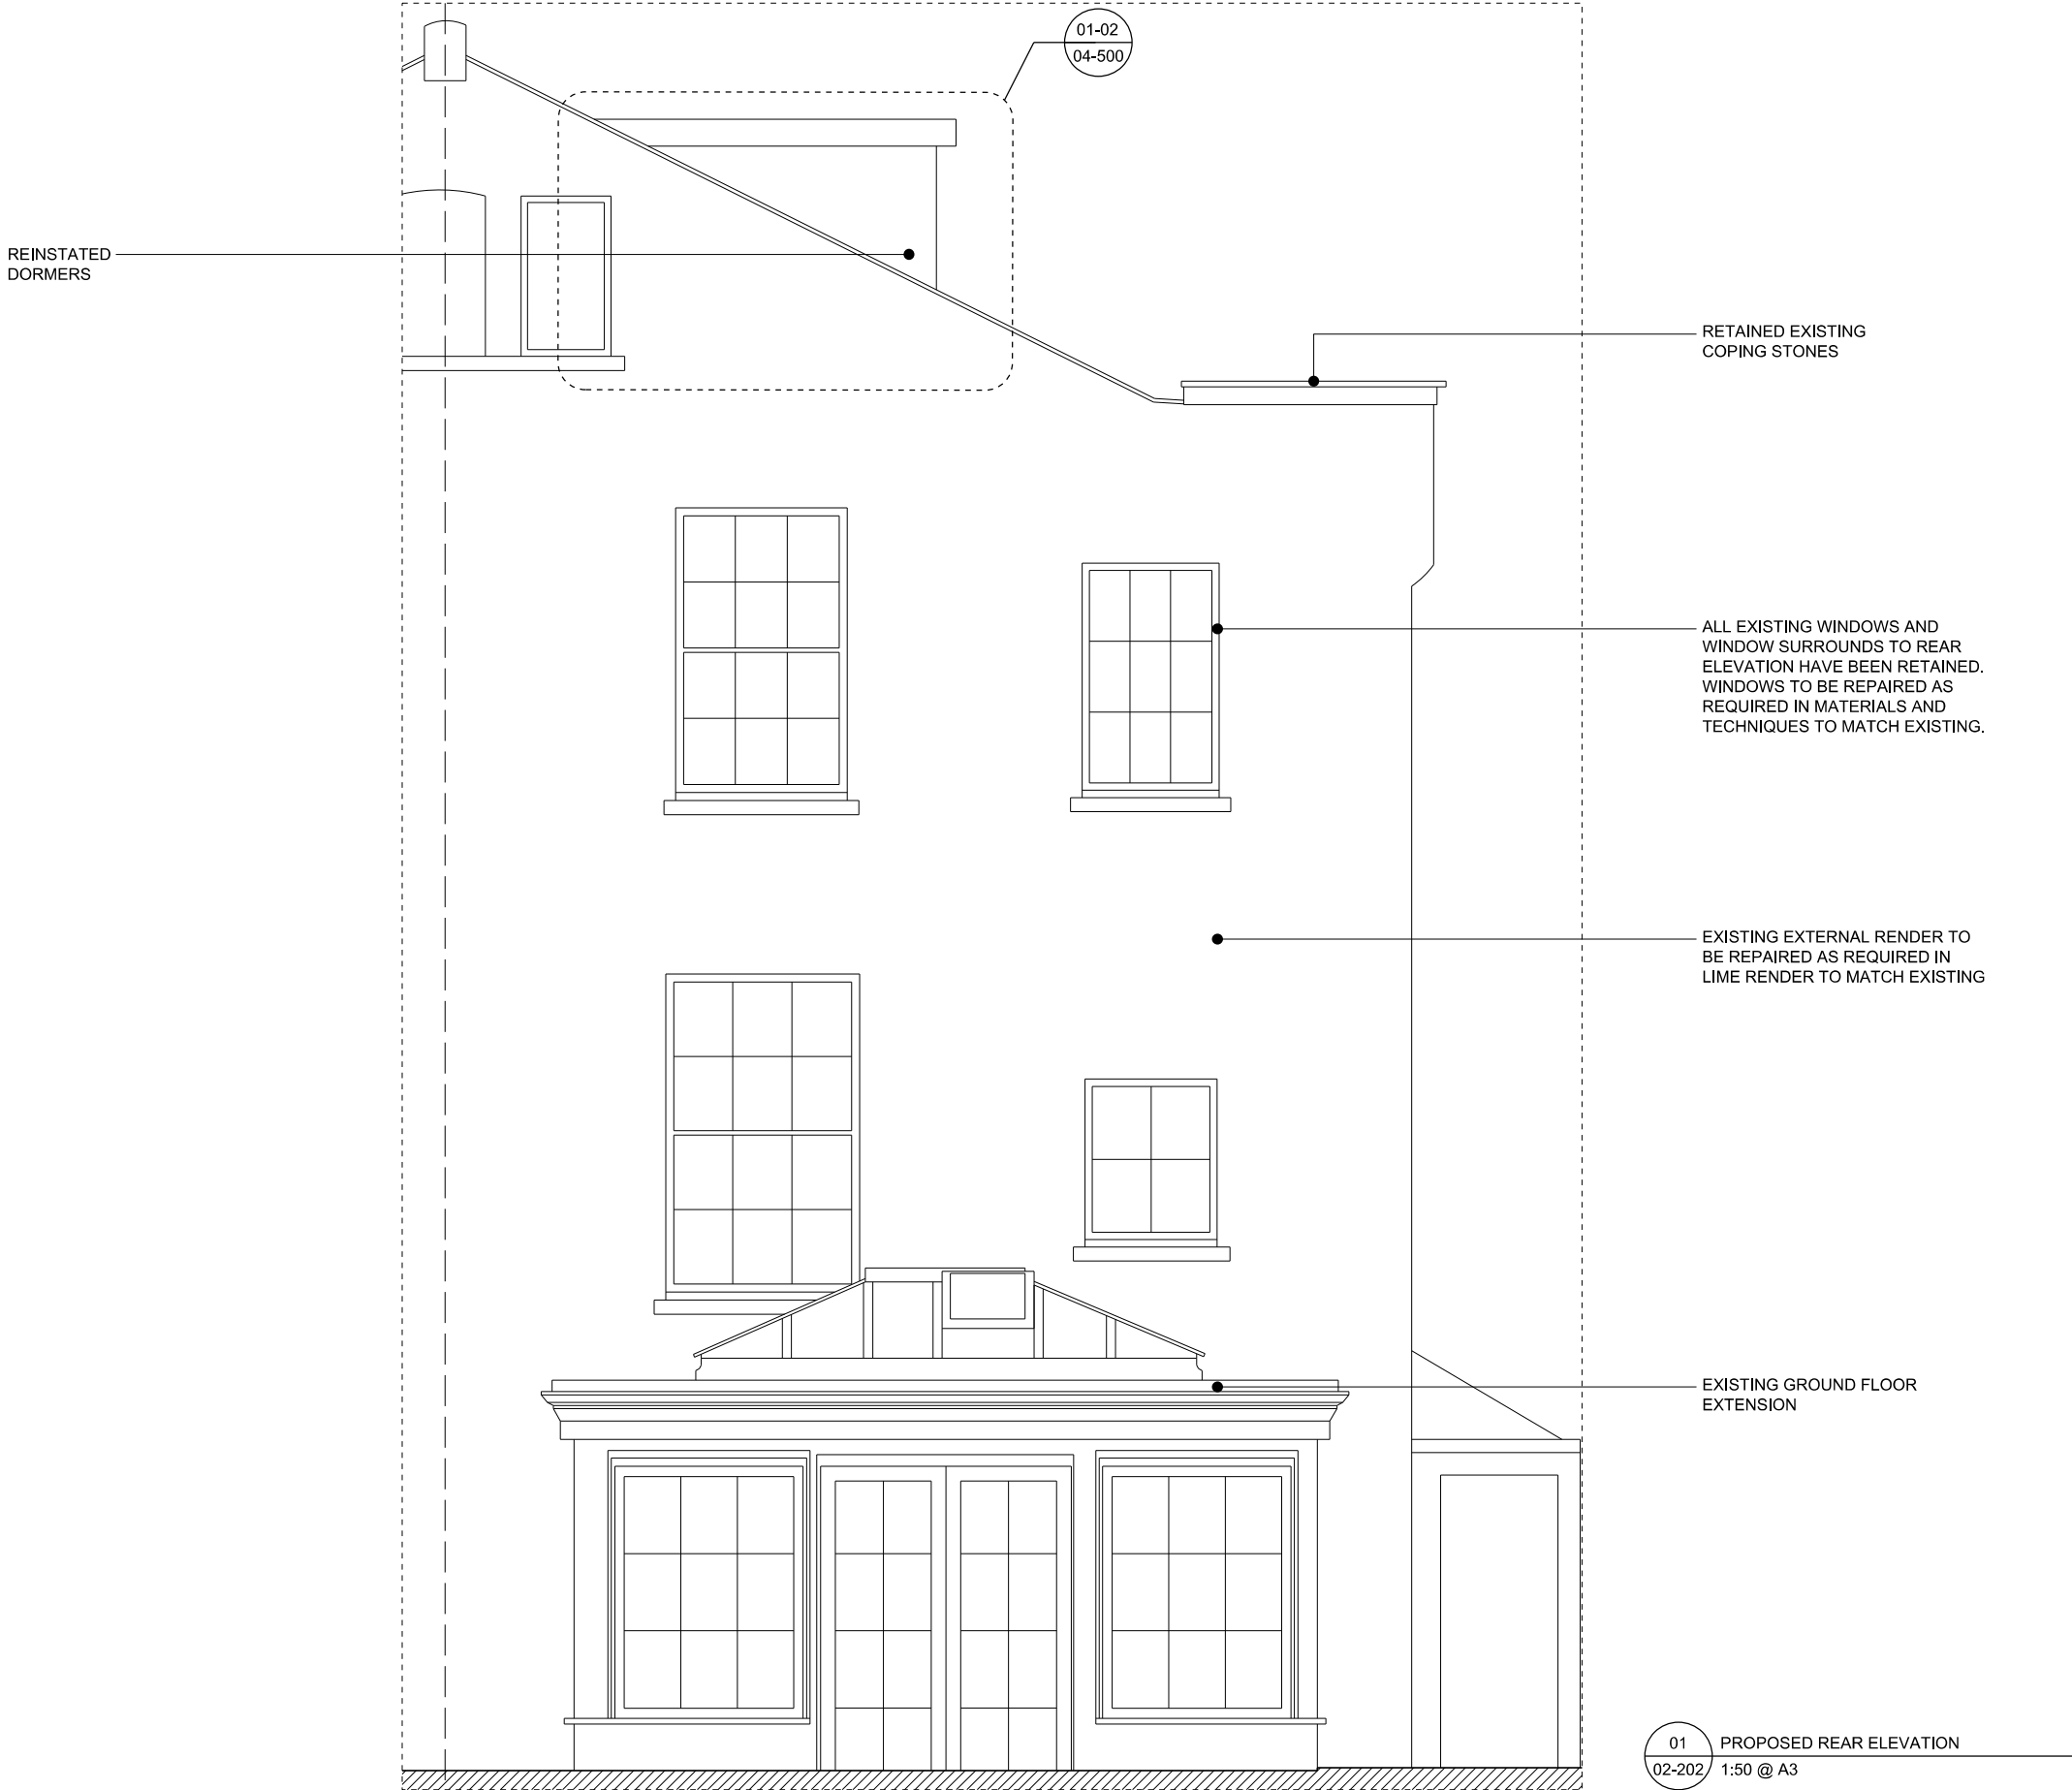 01-02
04-500
REINSTATED
DORMERS
RETAINED EXISTING
COPING STONES
ALL EXISTING WINDOWS AND
WINDOW SURROUNDS TO REAR
ELEVATION HAVE BEEN RETAINED.
WINDOWS TO BE REPAIRED AS
REQUIRED IN MATERIALS AND
TECHNIQUES TO MATCH EXISTING.
EXISTING EXTERNAL RENDER TO
BE REPAIRED AS REQUIRED IN
LIME RENDER TO MATCH EXISTING
EXISTING GROUND FLOOR
EXTENSION
01 PROPOSED REAR ELEVATION
02-202 1:50 @ A3